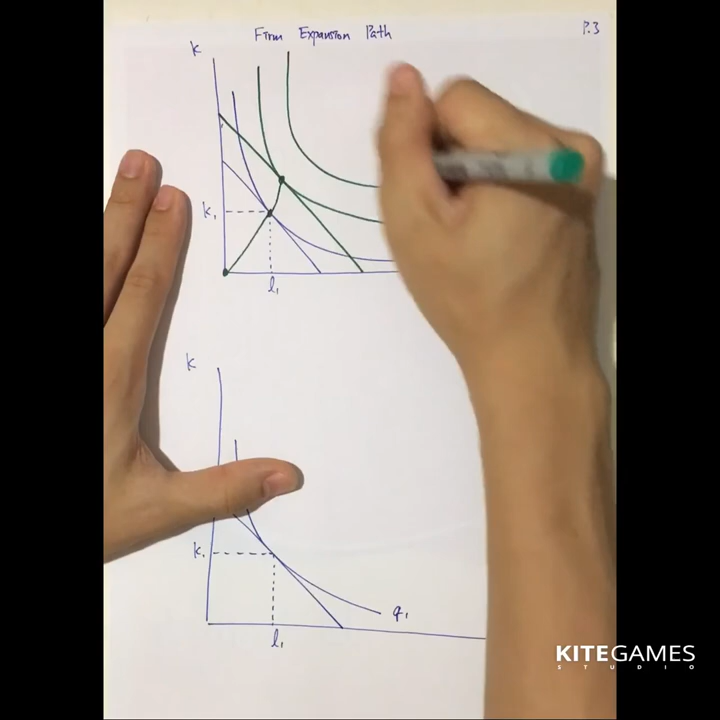 Firm Expansion Path
P.3
K
K₁
l₁
K
K₁
q₁
l₁
KITEGAMES
STUDIO